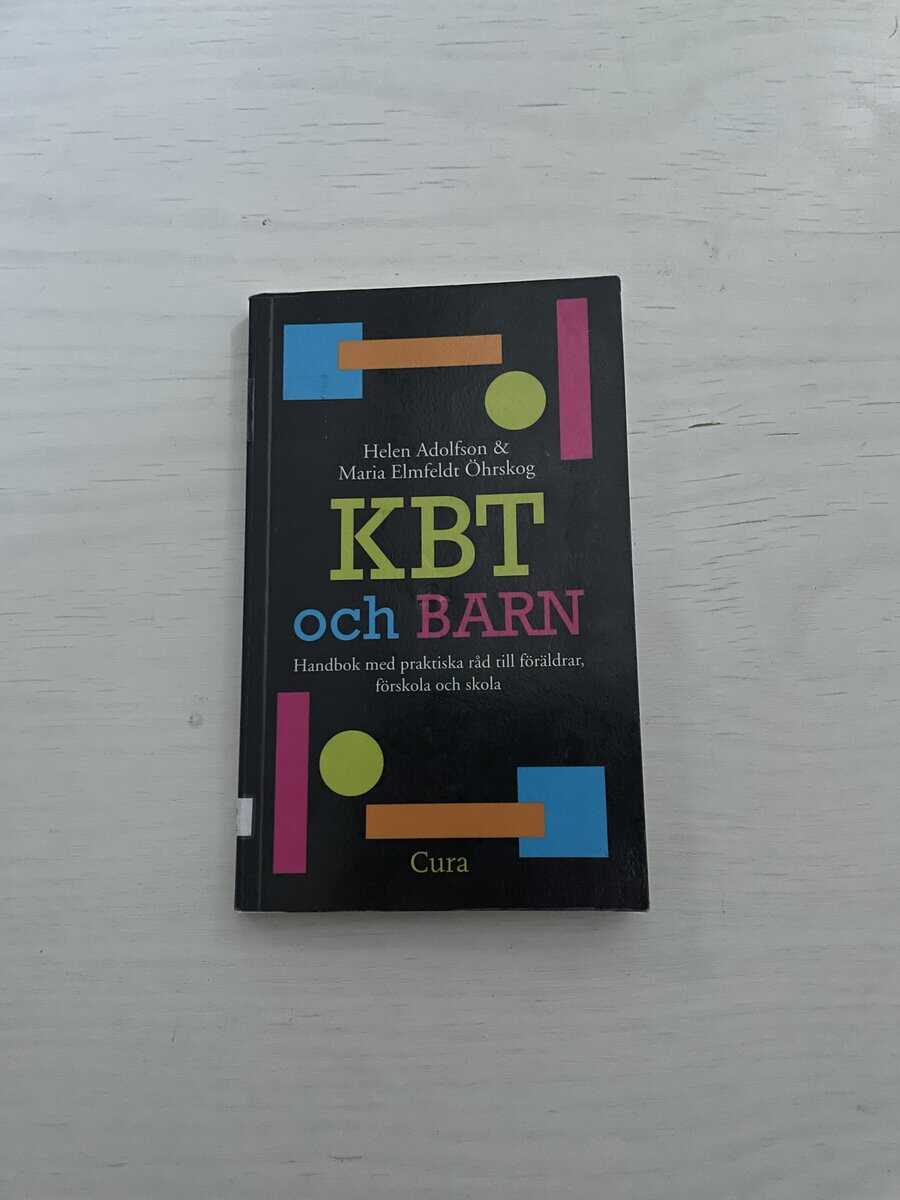 Helen Adolfson &
Maria Elmfeldt Öhrskog
KBT
och BARN
Handbok med praktiska råd till föräldrar,
förskola och skola
Cura